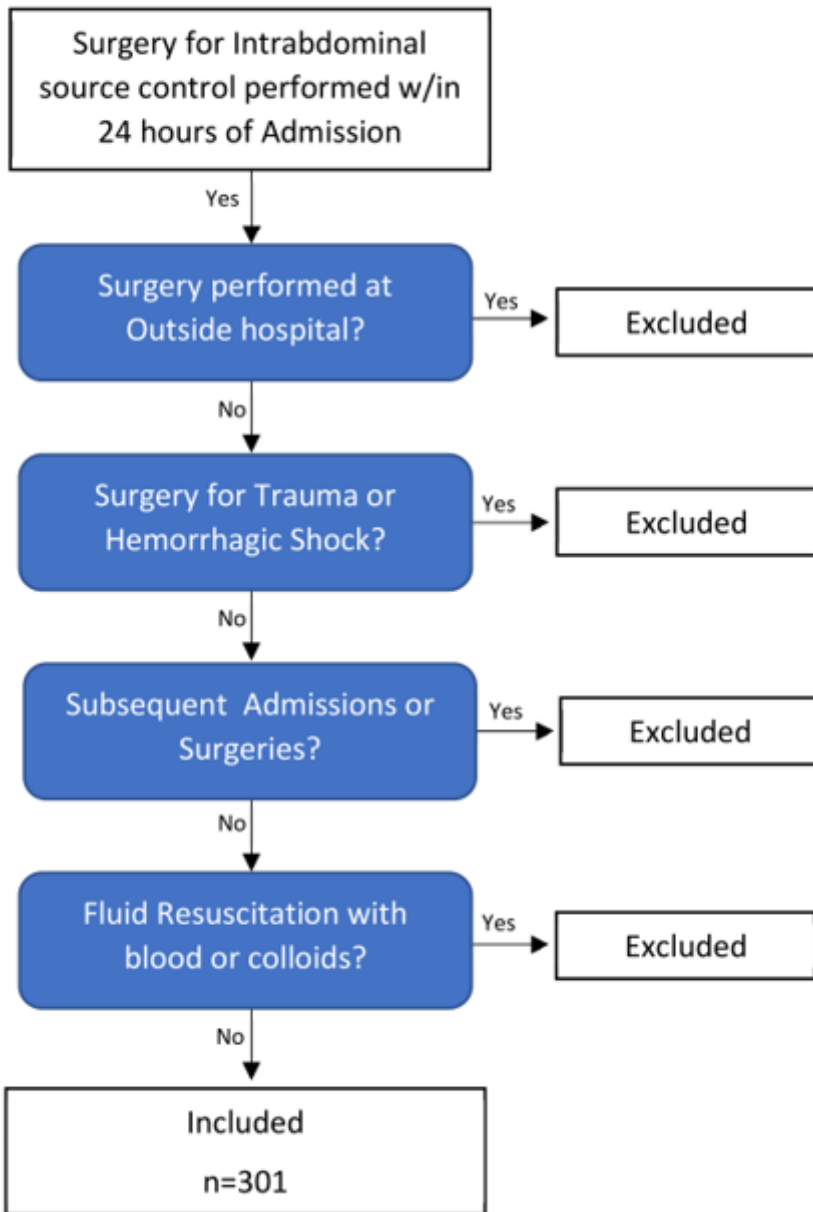 Surgery for Intrabdominal
source control performed w/in
24 hours of Admission
Yes
Surgery performed at
Outside hospital?
Yes
Excluded
No
Surgery for Trauma or
Hemorrhagic Shock?
Yes
Excluded
No
Subsequent Admissions or
Surgeries?
Yes
Excluded
No
Fluid Resuscitation with
blood or colloids?
Yes
Excluded
No
Included
n=301